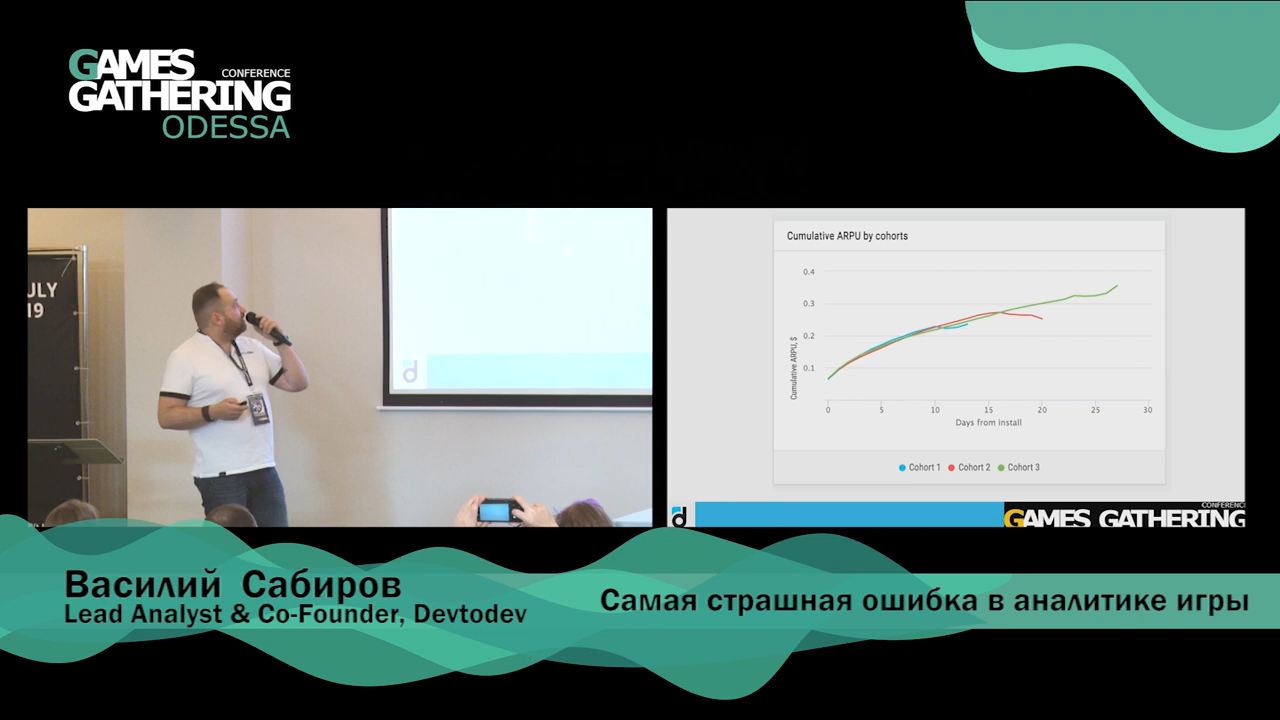 GAMES
CONFERENCE
GATHERING
ODESSA
ULY
19
d
Cumulative ARPU by cohorts
Cumulative ARPU, $
0.4
0.3
0.2
0.1
0 5 10 15 20 25 30
Days from install
Cohort 1 Cohort 2 Cohort 3
d
CONFERENC
GAMES GATHERING
Василий Сабиров
Lead Analyst & Co-Founder, Devtodev
Самая страшная ошибка в аналитике игры